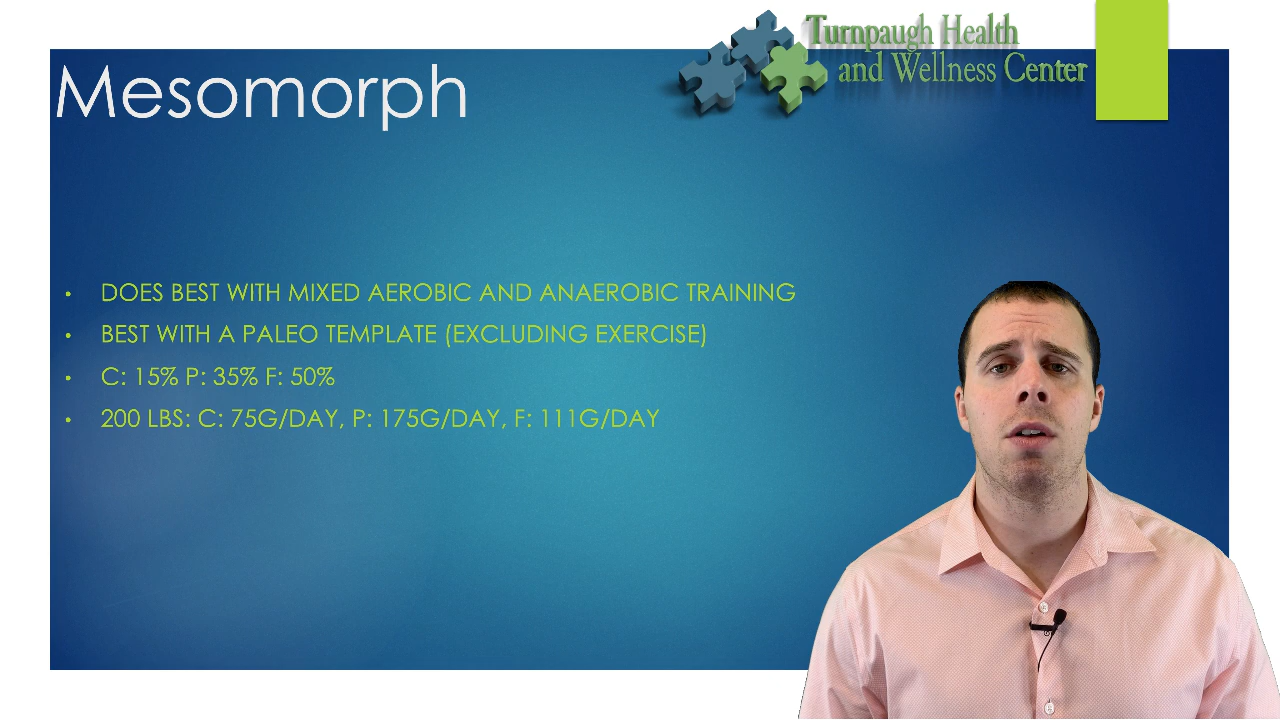 Turnpaugh Health
and Wellness Center
Mesomorph
• DOES BEST WITH MIXED AEROBIC AND ANAEROBIC TRAINING
• BEST WITH A PALEO TEMPLATE (EXCLUDING EXERCISE)
• C: 15% P: 35% F: 50%
• 200 LBS: C: 75G/DAY, P: 175G/DAY, F: 111G/DAY